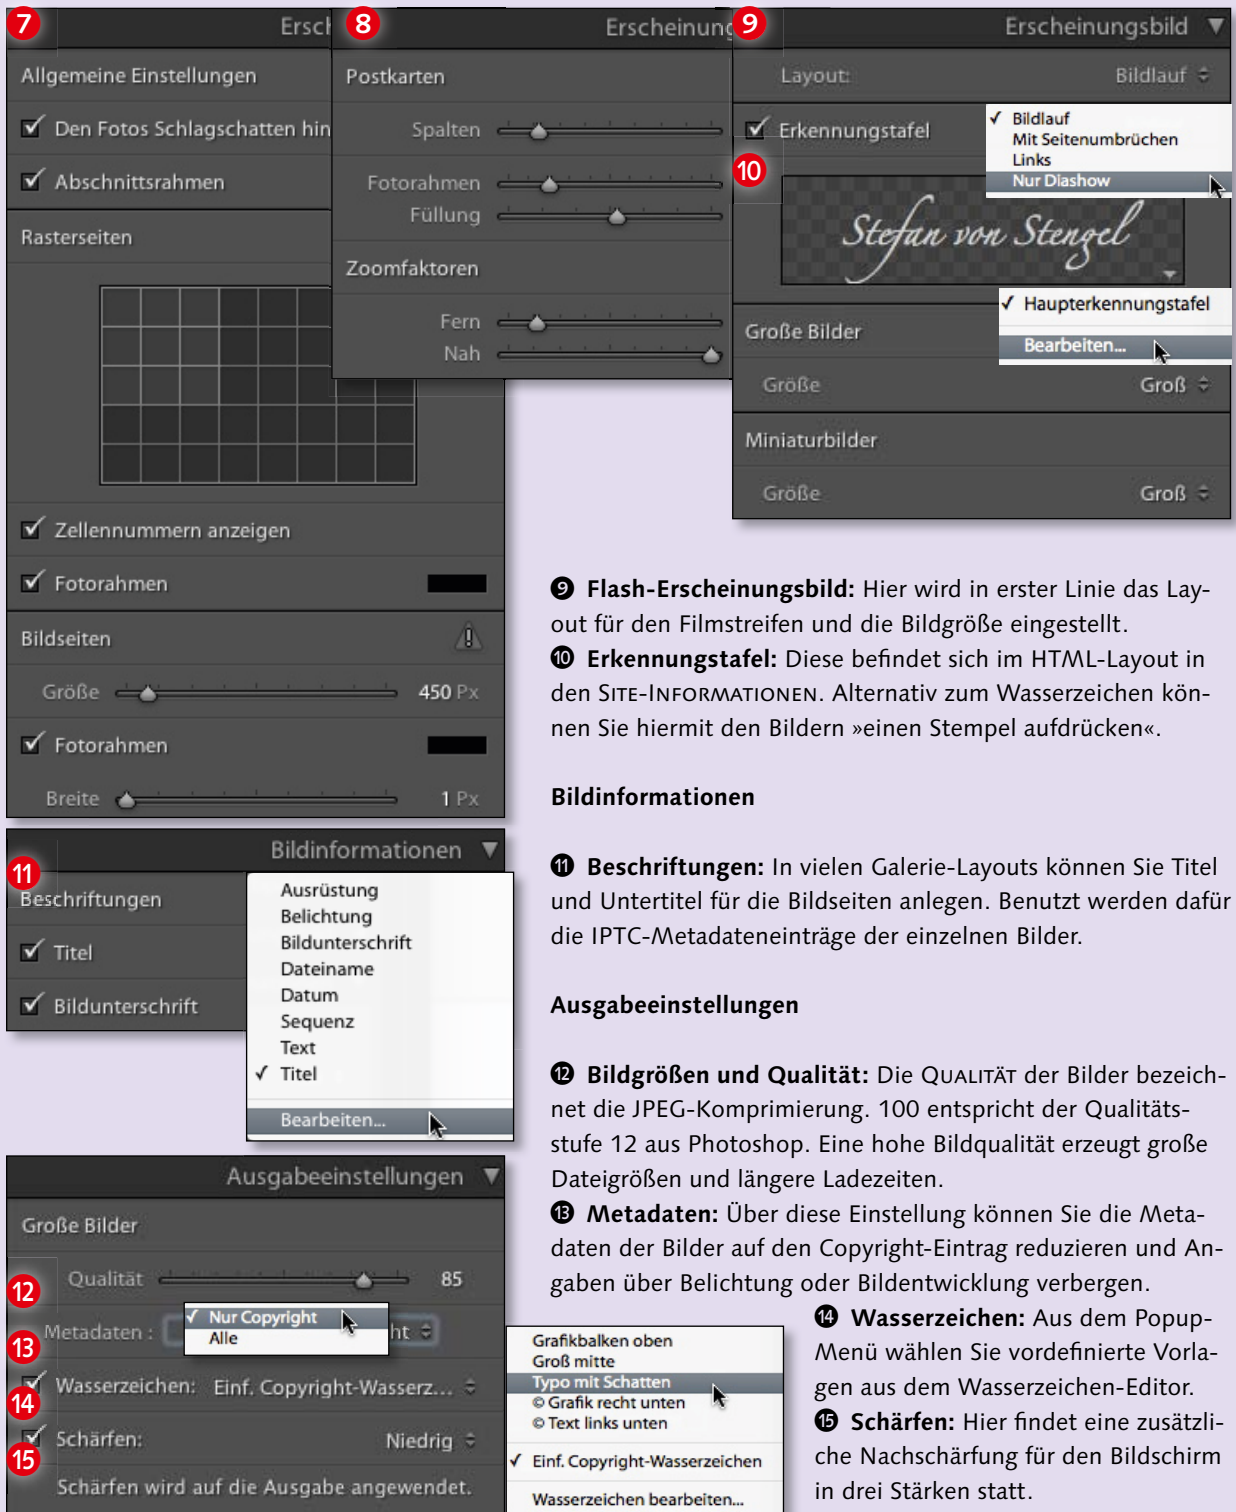 7
Ersch
Allgemeine Einstellungen
Den Fotos Schlagschatten hin
Abschnittsrahmen
Rasterseiten
Zellennummern anzeigen
Fotorahmen
Bildseiten
Größe 450 Px
Fotorahmen
Breite 1 Px
8
Erscheinung
Postkarten
Spalten
Fotorahmen
Füllung
Zoomfaktoren
Fern
Nah
9
Erscheinungsbild
Layout: Bildlauf
Erkennungstafel
✓ Bildlauf
Mit Seitenumbrüchen
Links
Nur Diashow
10
Stefan von Stengel
✓ Haupterkennungstafel
Bearbeiten...
Große Bilder
Größe Groß
Miniaturbilder
Größe Groß
❾ Flash-Erscheinungsbild: Hier wird in erster Linie das Lay-
out für den Filmstreifen und die Bildgröße eingestellt.
❿ Erkennungstafel: Diese befindet sich im HTML-Layout in
den SITE-INFORMATIONEN. Alternativ zum Wasserzeichen kön-
nen Sie hiermit den Bildern »einen Stempel aufdrücken«.
Bildinformationen
⓫ Beschriftungen: In vielen Galerie-Layouts können Sie Titel
und Untertitel für die Bildseiten anlegen. Benutzt werden dafür
die IPTC-Metadateneinträge der einzelnen Bilder.
Ausgabeeinstellungen
⓬ Bildgrößen und Qualität: Die QUALITÄT der Bilder bezeich-
net die JPEG-Komprimierung. 100 entspricht der Qualitäts-
stufe 12 aus Photoshop. Eine hohe Bildqualität erzeugt große
Dateigrößen und längere Ladezeiten.
⓭ Metadaten: Über diese Einstellung können Sie die Meta-
daten der Bilder auf den Copyright-Eintrag reduzieren und An-
gaben über Belichtung oder Bildentwicklung verbergen.
⓮ Wasserzeichen: Aus dem Popup-
Menü wählen Sie vordefinierte Vorla-
gen aus dem Wasserzeichen-Editor.
⓯ Schärfen: Hier findet eine zusätzli-
che Nachschärfung für den Bildschirm
in drei Stärken statt.
Bildinformationen
11
Beschriftungen
Titel
Bildunterschrift
Ausrüstung
Belichtung
Bildunterschrift
Dateiname
Datum
Sequenz
Text
✓ Titel
Bearbeiten...
Ausgabeeinstellungen
Große Bilder
12
Qualität 85
Metadaten : ht
✓ Nur Copyright
Alle
13
Wasserzeichen: Einf. Copyright-Wasserz...
14
Schärfen: Niedrig
15
Schärfen wird auf die Ausgabe angewendet.
Grafikbalken oben
Groß mitte
Typo mit Schatten
© Grafik recht unten
© Text links unten
✓ Einf. Copyright-Wasserzeichen
Wasserzeichen bearbeiten...